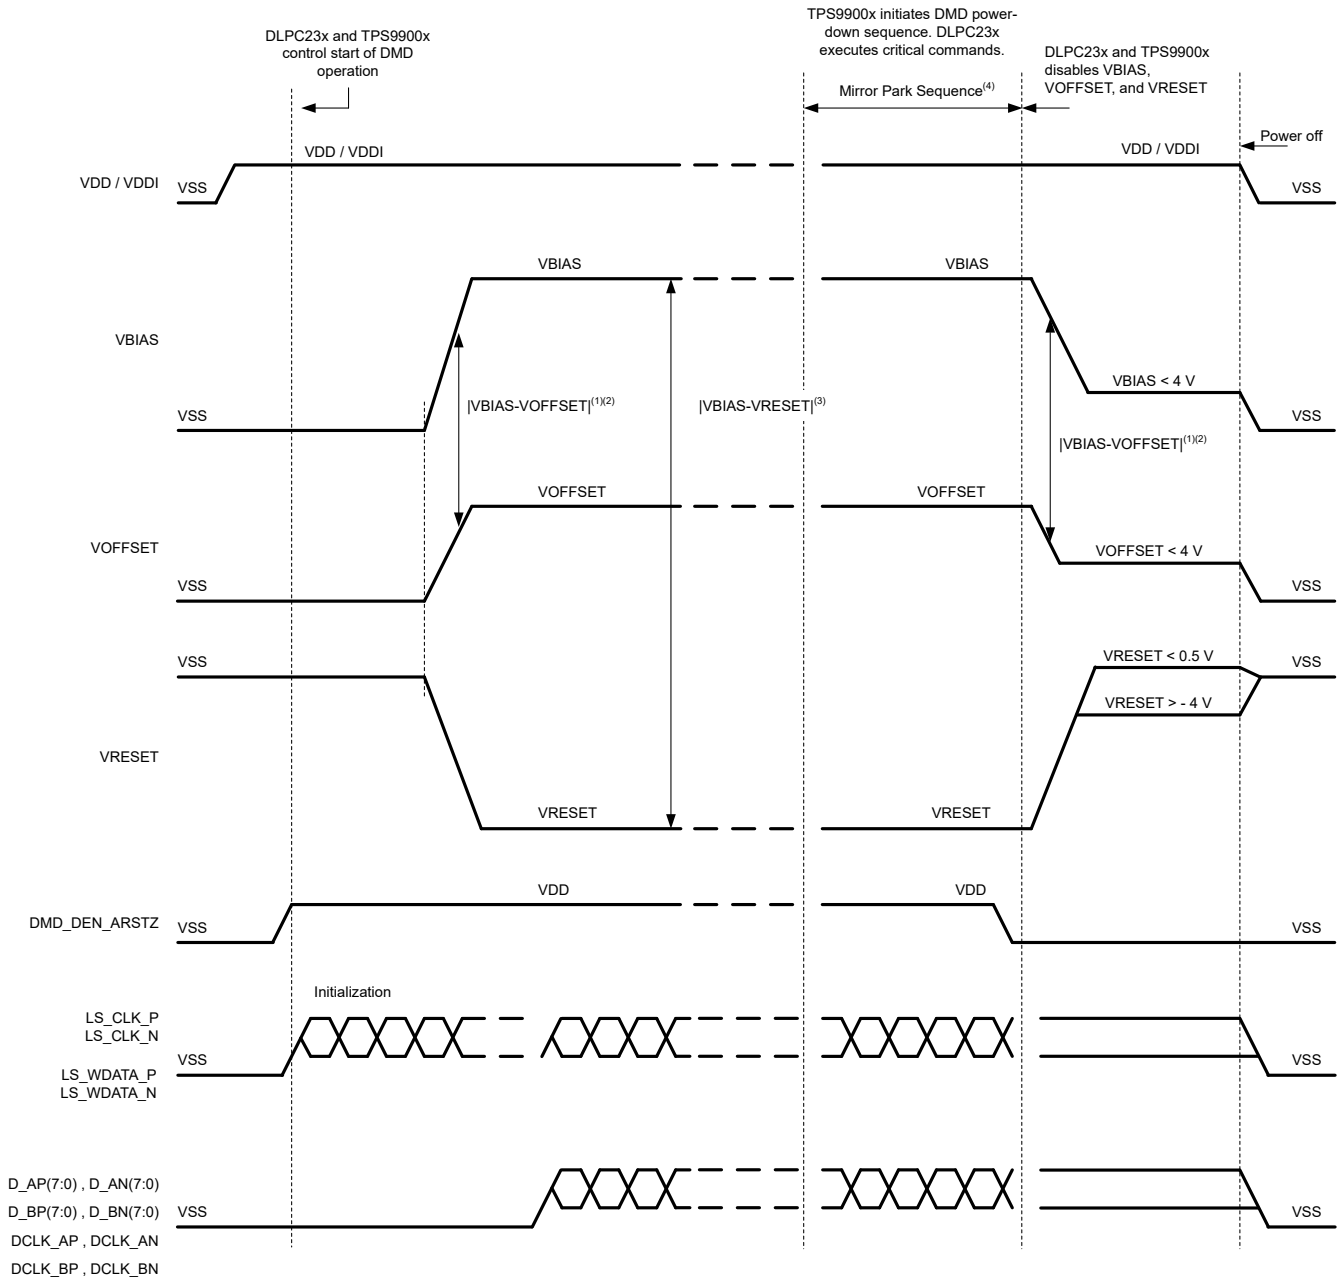 TPS9900x initiates DMD power-
down sequence. DLPC23x
executes critical commands.
DLPC23x and TPS9900x
control start of DMD
operation
DLPC23x and TPS9900x
disables VBIAS,
VOFFSET, and VRESET
Mirror Park Sequence(4)
Power off
VDD / VDDI
VSS
VDD / VDDI
VDD / VDDI
VSS
VBIAS
VBIAS
VBIAS
VBIAS < 4 V
VSS
|VBIAS-VOFFSET|(1)(2)
|VBIAS-VRESET|(3)
VSS
|VBIAS-VOFFSET|(1)(2)
VOFFSET
VOFFSET
VOFFSET
VOFFSET < 4 V
VSS
VSS
VSS
VRESET < 0.5 V
VSS
VRESET > - 4 V
VRESET
VRESET
VRESET
VDD
VDD
DMD_DEN_ARSTZ
VSS
VSS
Initialization
LS_CLK_P
LS_CLK_N
VSS
VSS
LS_WDATA_P
LS_WDATA_N
D_AP(7:0) , D_AN(7:0)
D_BP(7:0) , D_BN(7:0)
VSS
VSS
DCLK_AP , DCLK_AN
DCLK_BP , DCLK_BN